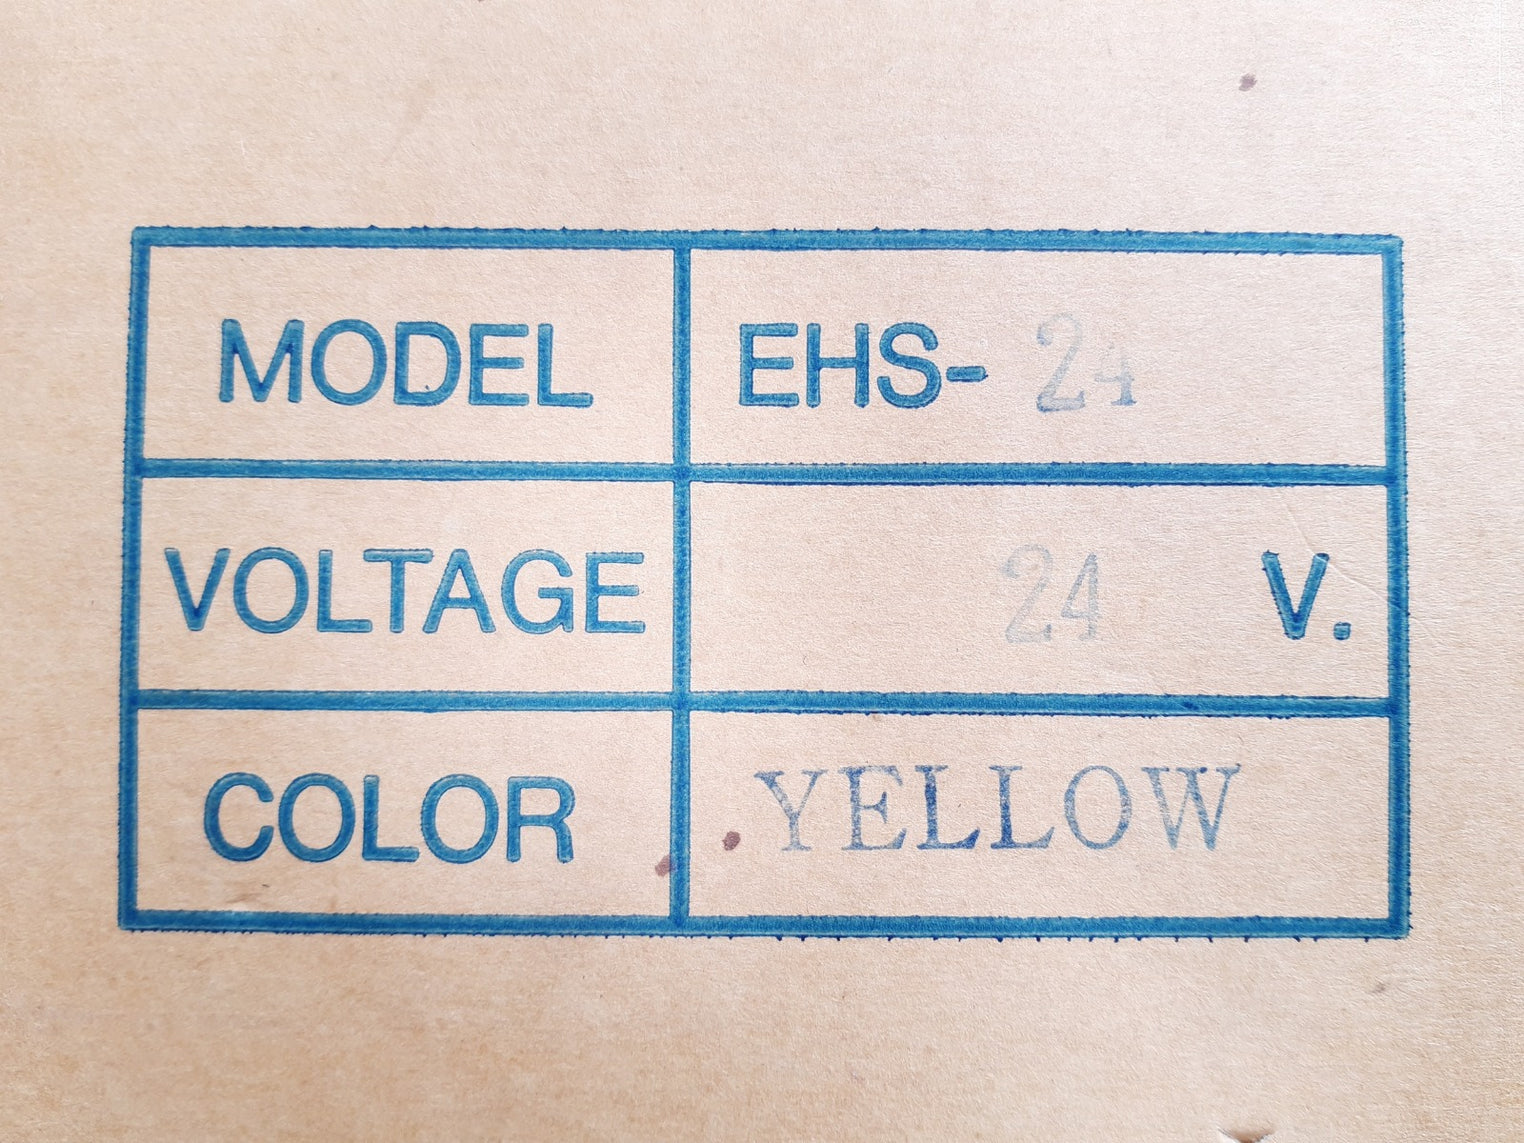 MODEL EHS- 24
VOLTAGE 24 V.
COLOR YELLOW